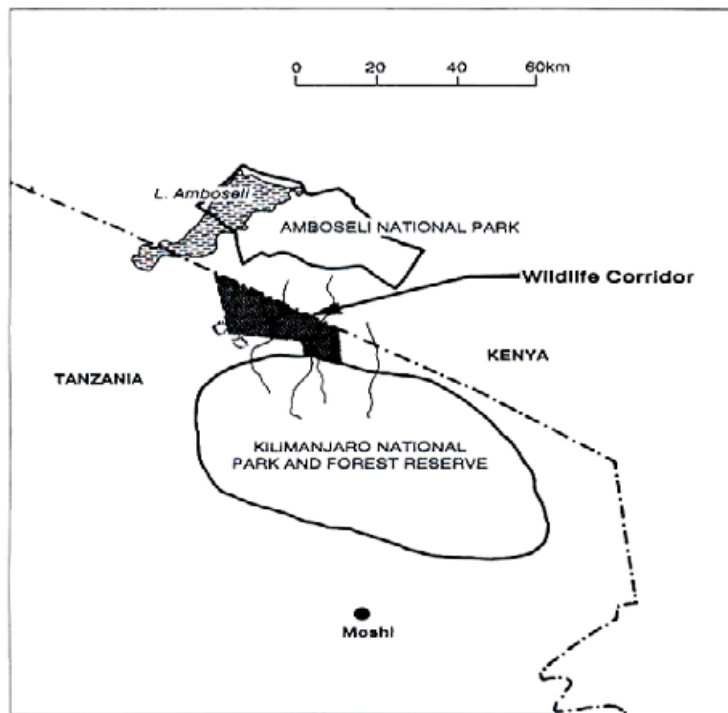 0 20 40 60km
L. Amboseli
AMBOSELI NATIONAL PARK
Wildlife Corridor
KENYA
TANZANIA
KILIMANJARO NATIONAL
PARK AND FOREST RESERVE
Moshi